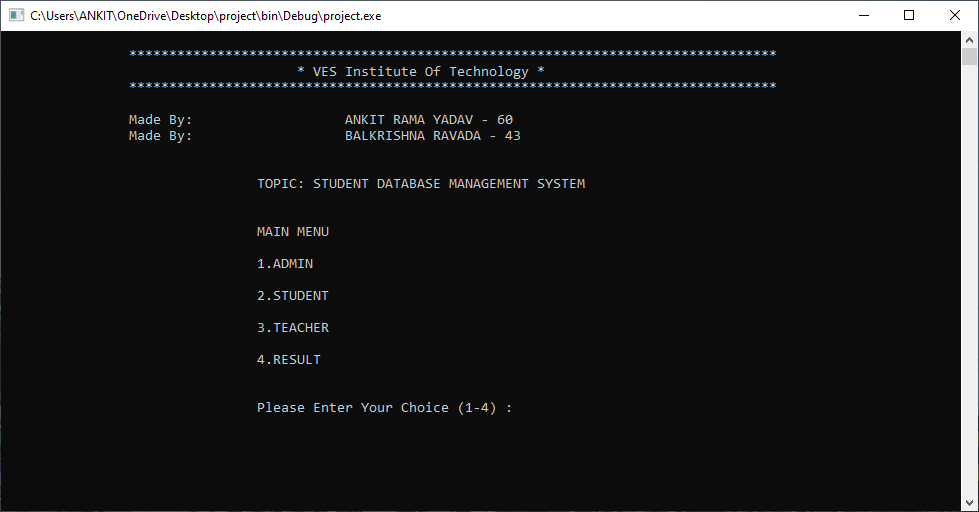 C:\Users\ANKIT\OneDrive\Desktop\project\bin\Debug\project.exe
*********************************************************************************
* VES Institute Of Technology *
*********************************************************************************
Made By: ANKIT RAMA YADAV - 60
Made By: BALKRISHNA RAVADA - 43
TOPIC: STUDENT DATABASE MANAGEMENT SYSTEM
MAIN MENU
1.ADMIN
2.STUDENT
3.TEACHER
4.RESULT
Please Enter Your Choice (1-4) :